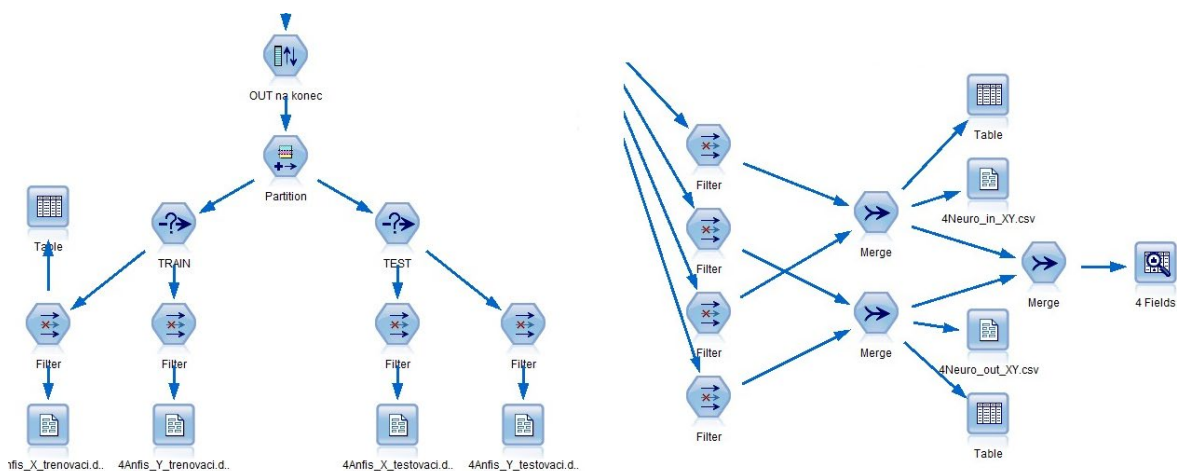 OUT na konec
Partition
Table
TRAIN
TEST
Filter
Filter
Filter
Filter
nfis_X_trenovaci.d..
4Anfis_Y_trenovaci.d..
4Anfis_X_testovaci.d..
4Anfis_Y_testovaci.d..
Filter
Filter
Filter
Filter
Merge
Merge
Table
4Neuro_in_XY.csv
Merge
4 Fields
4Neuro_out_XY.csv
Table